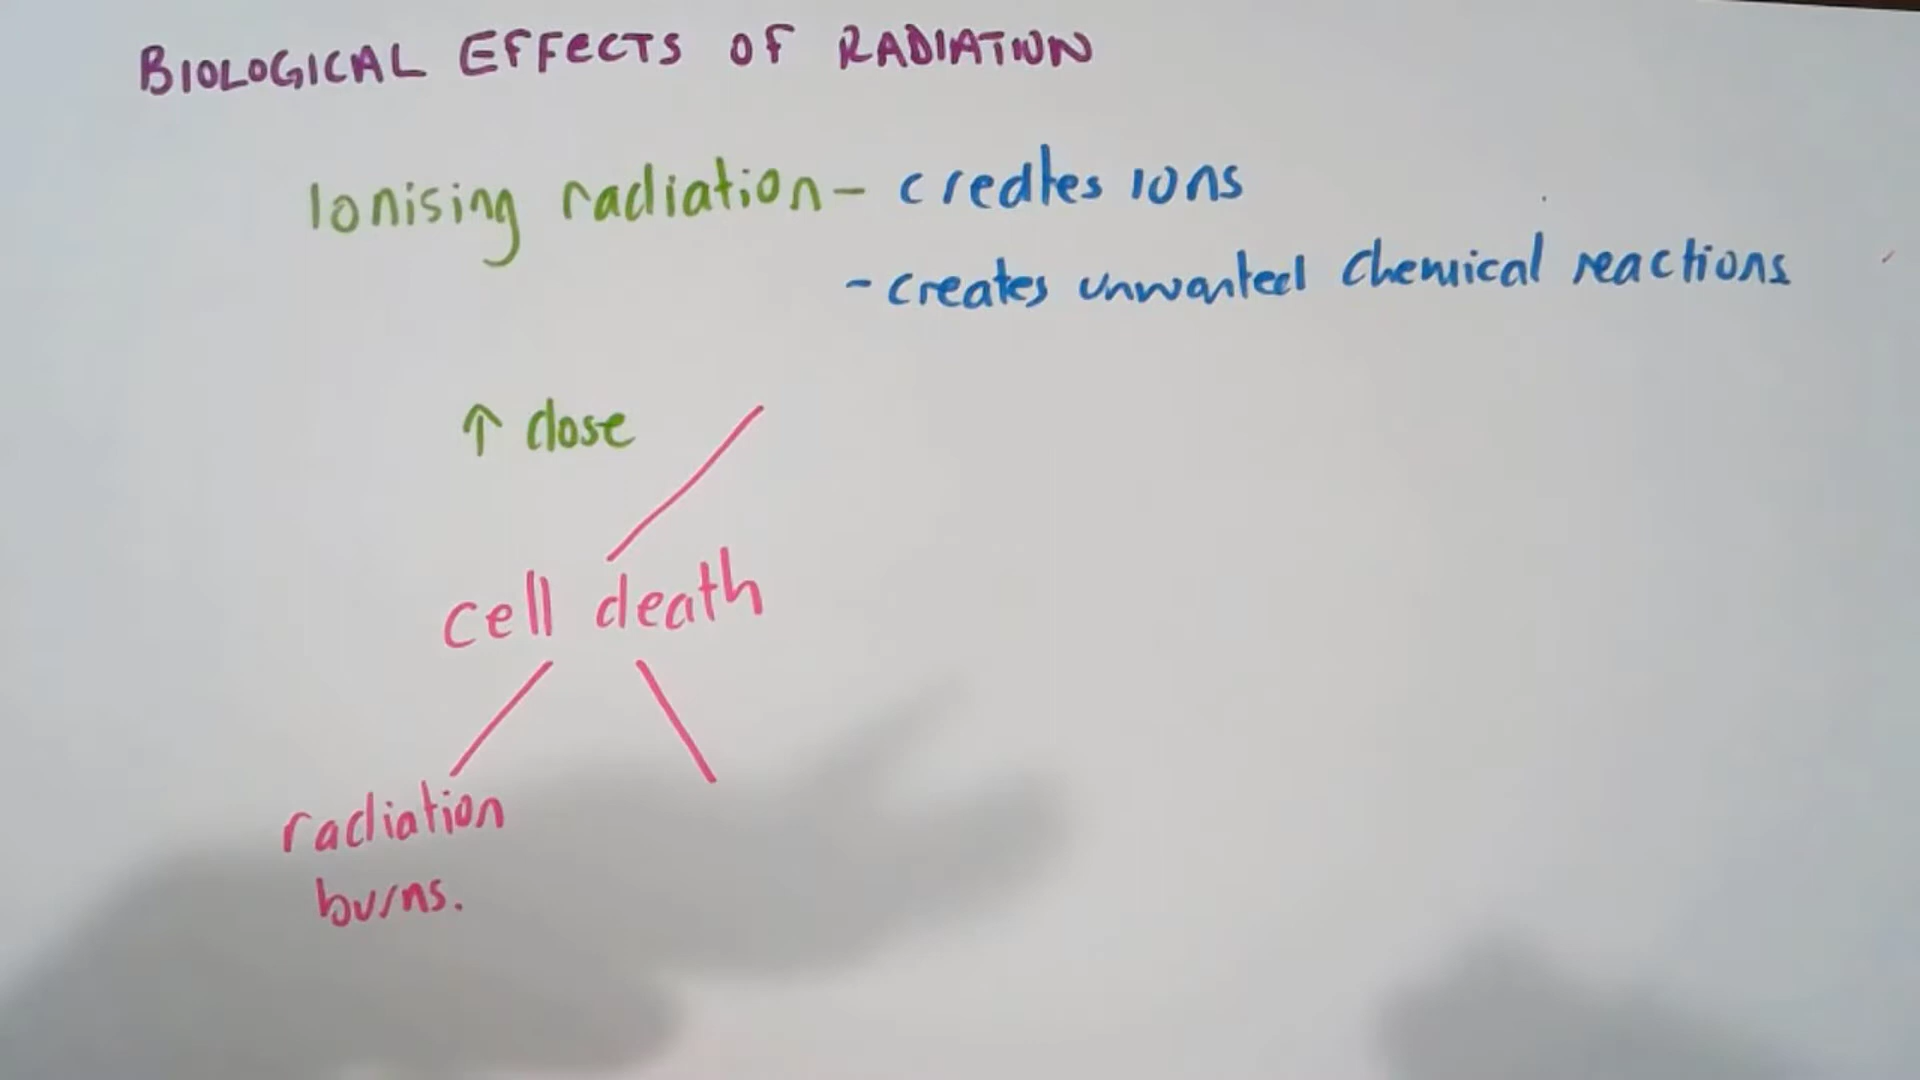 BIOLOGICAL EFFECTS OF RADIATION
Ionising radiation - creates ions
- creates unwanted chemical reactions
↑ dose
cell death
radiation
burns.